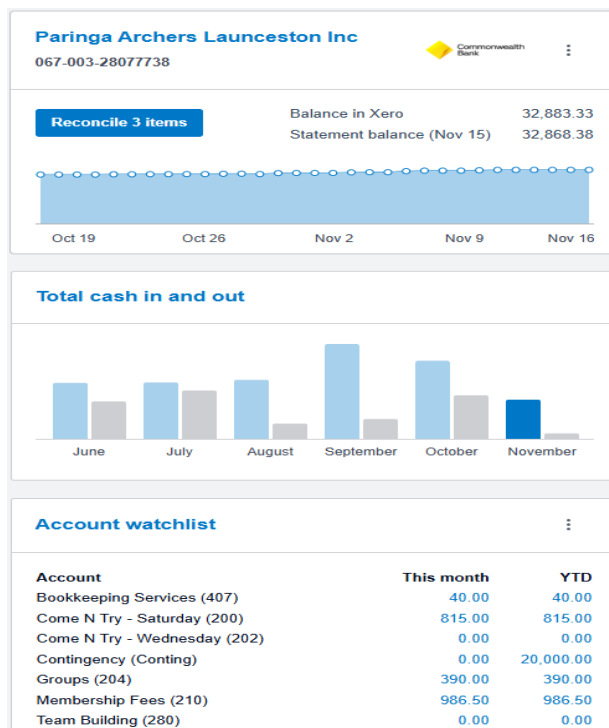 Paringa Archers Launceston Inc
067-003-28077738
Commonwealth
Bank
Reconcile 3 items
Balance in Xero 32,883.33
Statement balance (Nov 15) 32,868.38
Oct 19 Oct 26 Nov 2 Nov 9 Nov 16
Total cash in and out
June July August September October November
Account watchlist
Account This month YTD
Bookkeeping Services (407) 40.00 40.00
Come N Try - Saturday (200) 815.00 815.00
Come N Try - Wednesday (202) 0.00 0.00
Contingency (Conting) 0.00 20,000.00
Groups (204) 390.00 390.00
Membership Fees (210) 986.50 986.50
Team Building (280) 0.00 0.00